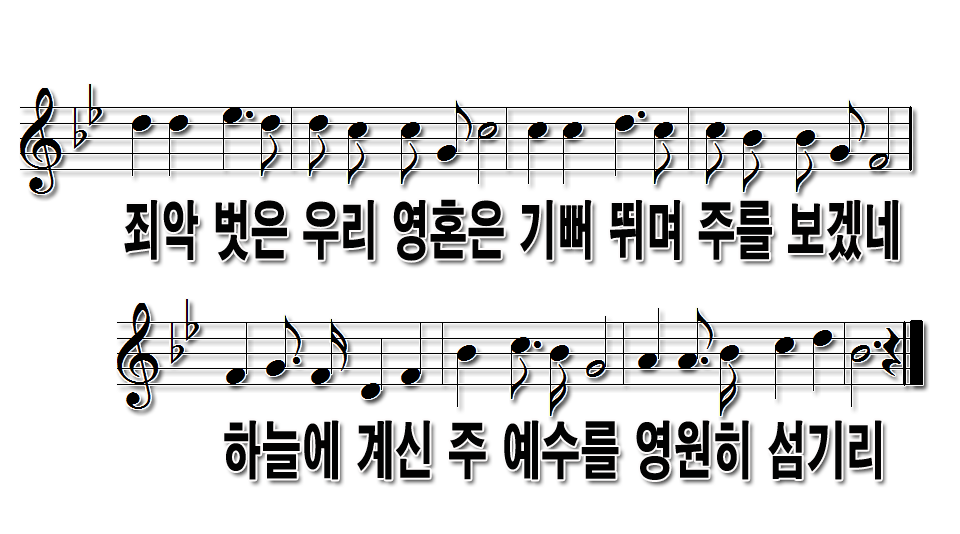 죄악 벗은 우리 영혼은 기뻐 뛰며 주를 보겠네
하늘에 계신 주 예수를 영원히 섬기리